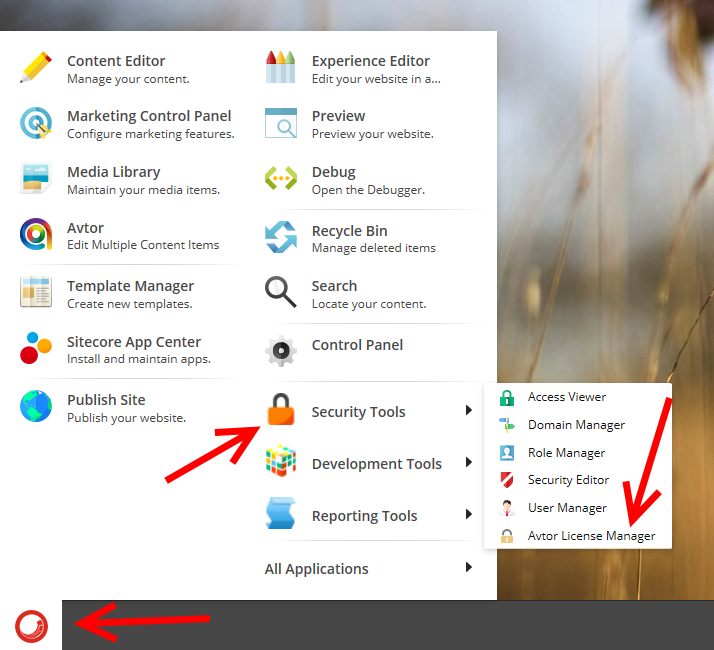 Content Editor
Manage your content.
Marketing Control Panel
Configure marketing features.
Media Library
Maintain your media items.
Avtor
Edit Multiple Content Items
Template Manager
Create new templates.
Sitecore App Center
Install and maintain apps.
Publish Site
Publish your website.
Experience Editor
Edit your website in a...
Preview
Preview your website.
Debug
Open the Debugger.
Recycle Bin
Manage deleted items
Search
Locate your content.
Control Panel
Security Tools
Development Tools
Reporting Tools
All Applications
Access Viewer
Domain Manager
Role Manager
Security Editor
User Manager
Avtor License Manager